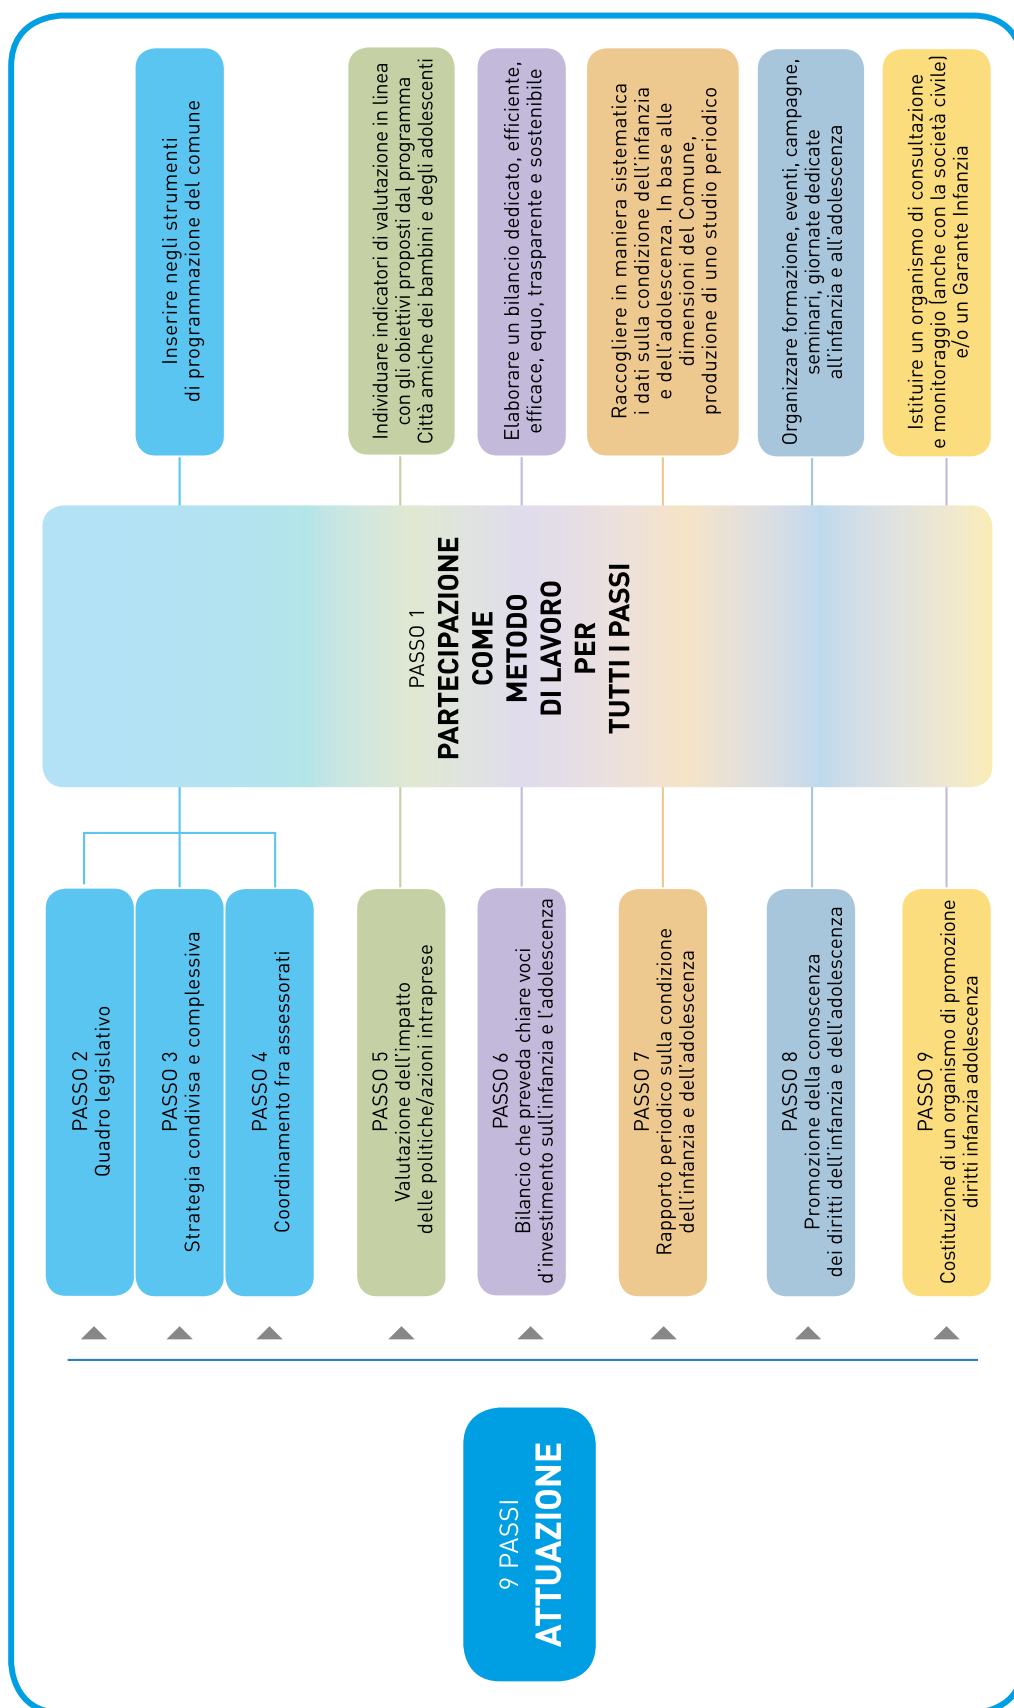 9 PASSI
ATTUAZIONE
PASSO 2
Quadro legislativo
PASSO 3
Strategia condivisa e complessiva
PASSO 4
Coordinamento fra assessorati
PASSO 5
Valutazione dell'impatto
delle politiche/azioni intraprese
PASSO 6
Bilancio che preveda chiare voci
d'investimento sull'infanzia e l'adolescenza
PASSO 7
Rapporto periodico sulla condizione
dell'infanzia e dell'adolescenza
PASSO 8
Promozione della conoscenza
dei diritti dell'infanzia e dell'adolescenza
PASSO 9
Costituzione di un organismo di promozione
diritti infanzia adolescenza
PASSO 1
PARTECIPAZIONE
COME
METODO
DI LAVORO
PER
TUTTI I PASSI
Inserire negli strumenti
di programmazione del comune
Individuare indicatori di valutazione in linea
con gli obiettivi proposti dal programma
Città amiche dei bambini e degli adolescenti
Elaborare un bilancio dedicato, efficiente,
efficace, equo, trasparente e sostenibile
Raccogliere in maniera sistematica
i dati sulla condizione dell'infanzia
e dell'adolescenza. In base alle
dimensioni del Comune,
produzione di uno studio periodico
Organizzare formazione, eventi, campagne,
seminari, giornate dedicate
all'infanzia e all'adolescenza
Istituire un organismo di consultazione
e monitoraggio (anche con la società civile)
e/o un Garante Infanzia